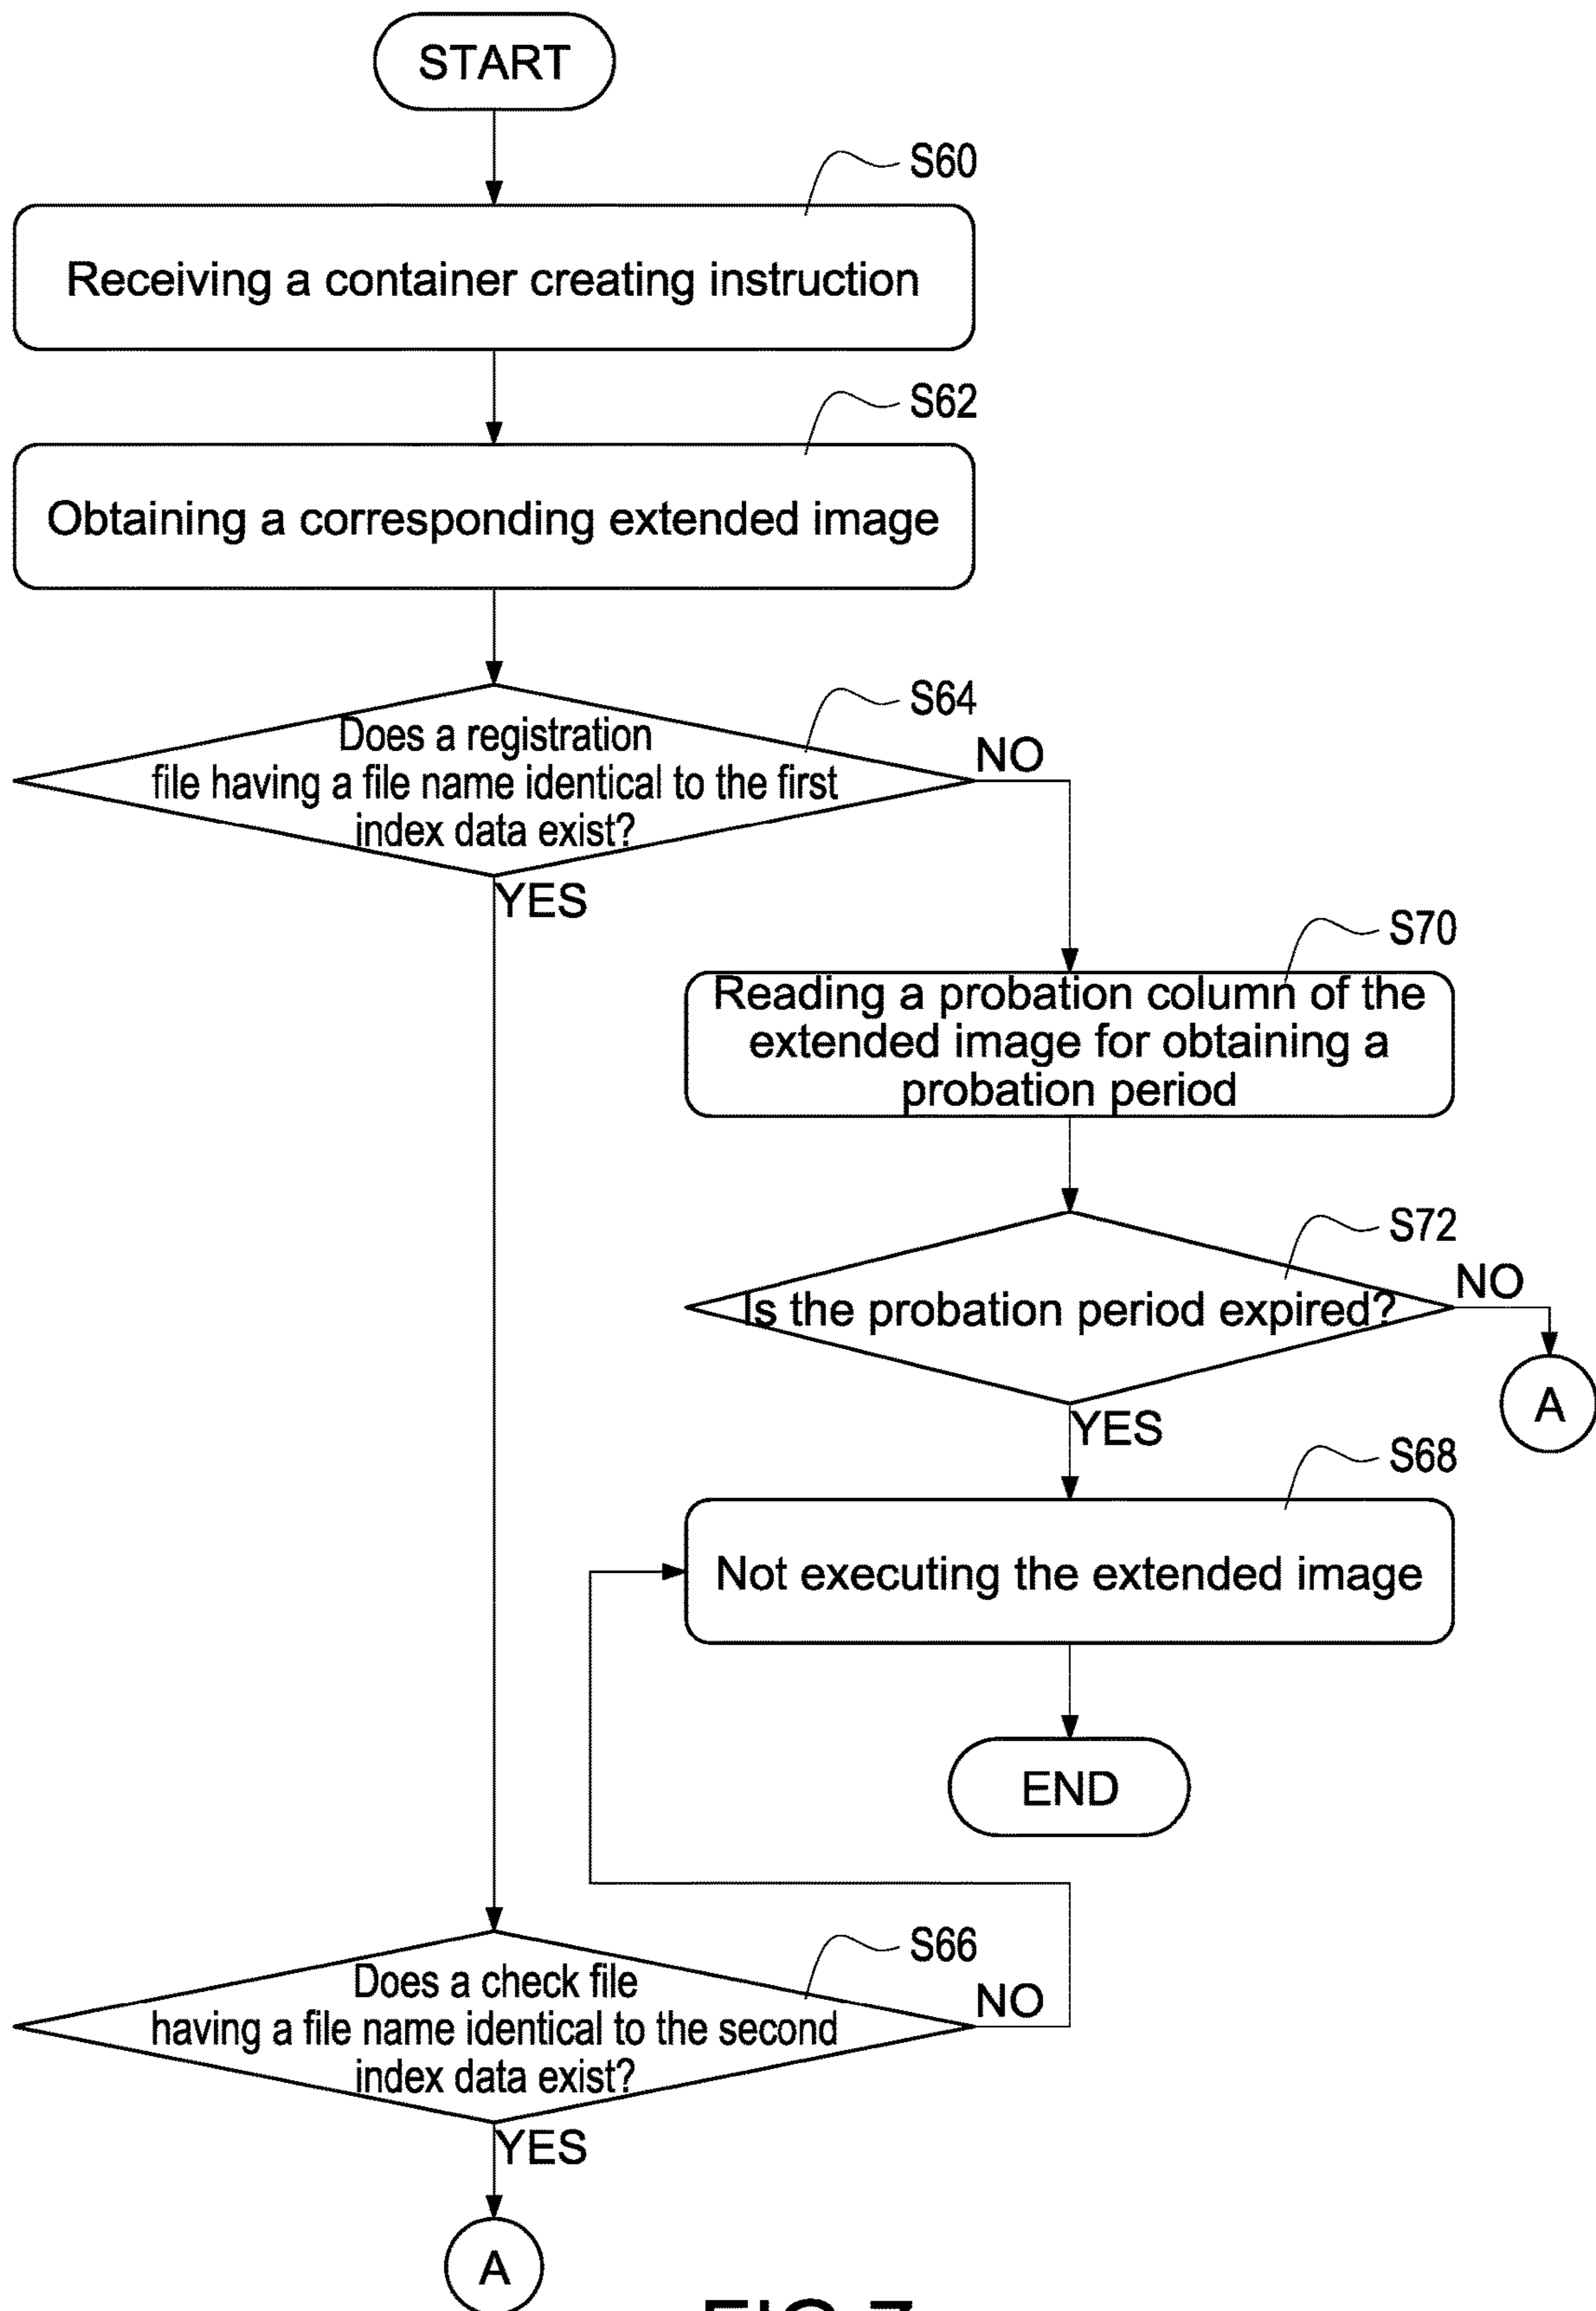 START
S60
Receiving a container creating instruction
S62
Obtaining a corresponding extended image
S64
Does a registration
file having a file name identical to the first
index data exist?
NO
YES
S70
Reading a probation column of the
extended image for obtaining a
probation period
S72
Is the probation period expired?
NO
A
YES
S68
Not executing the extended image
END
S66
Does a check file
having a file name identical to the second
index data exist?
NO
YES
A